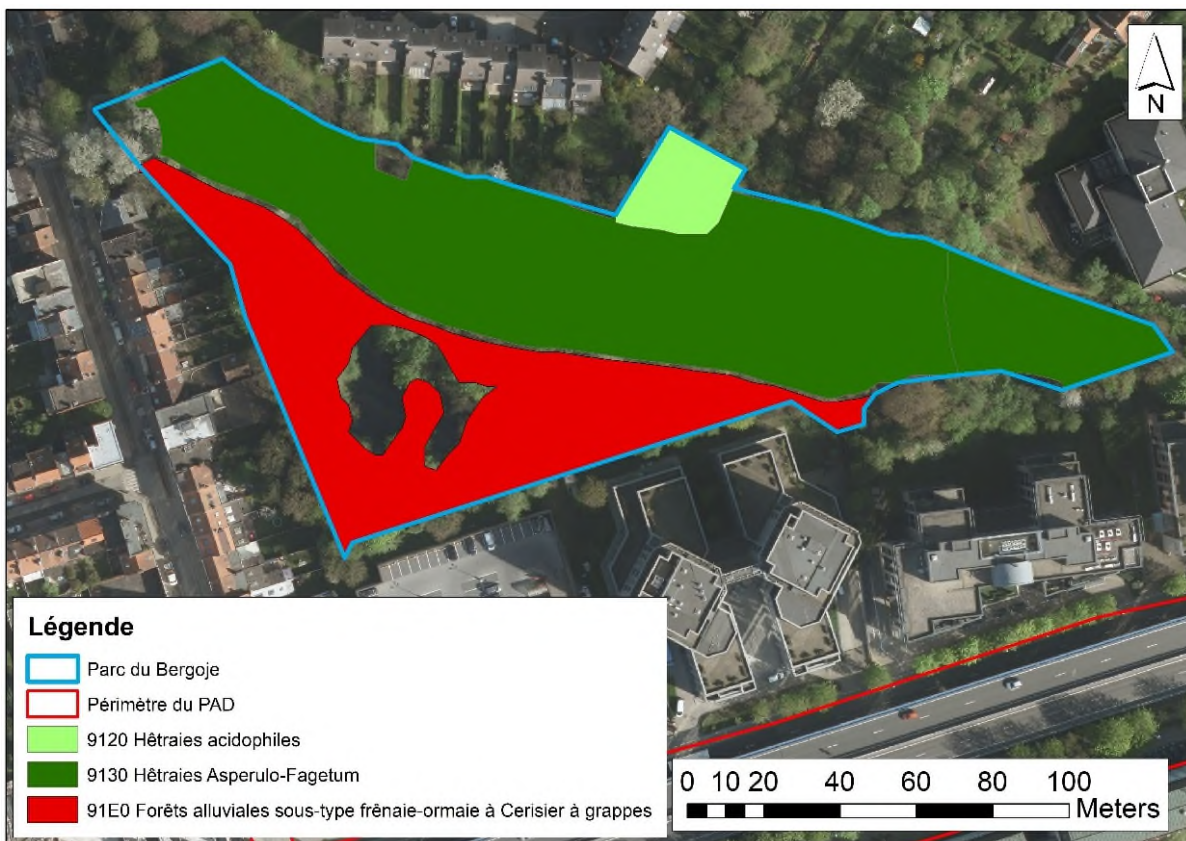 N
Légende
Parc du Bergoje
Périmètre du PAD
9120 Hêtraies acidophiles
9130 Hêtraies Asperulo-Fagetum
91E0 Forêts alluviales sous-type frênaie-ormaie à Cerisier à grappes
0 10 20 40 60 80 100
Meters